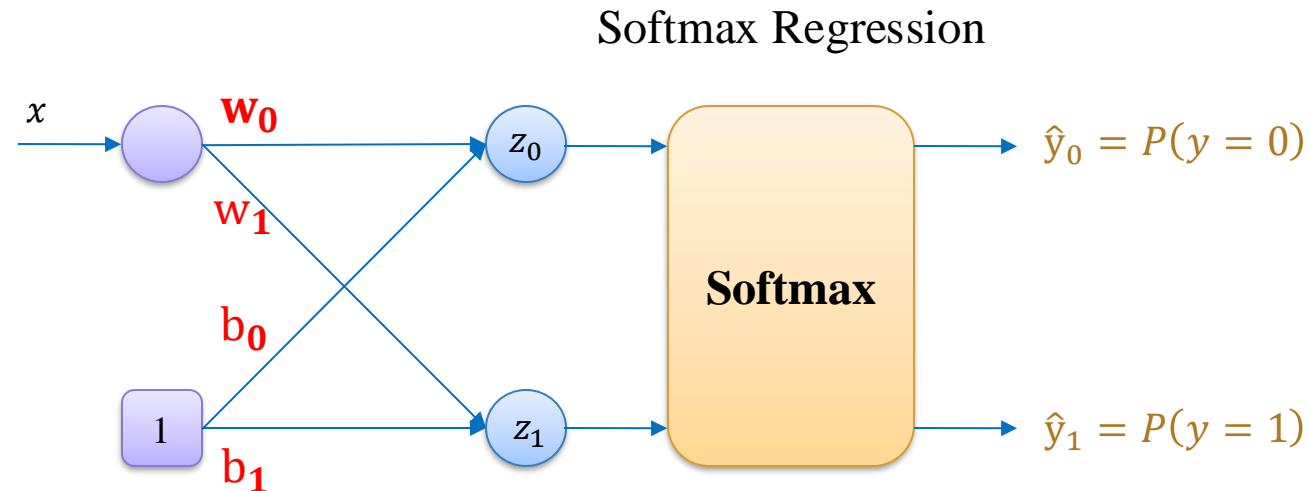 Softmax Regression
x
w₀
z₀
ŷ₀ = P(y = 0)
w₁
Softmax
b₀
1
z₁
ŷ₁ = P(y = 1)
b₁